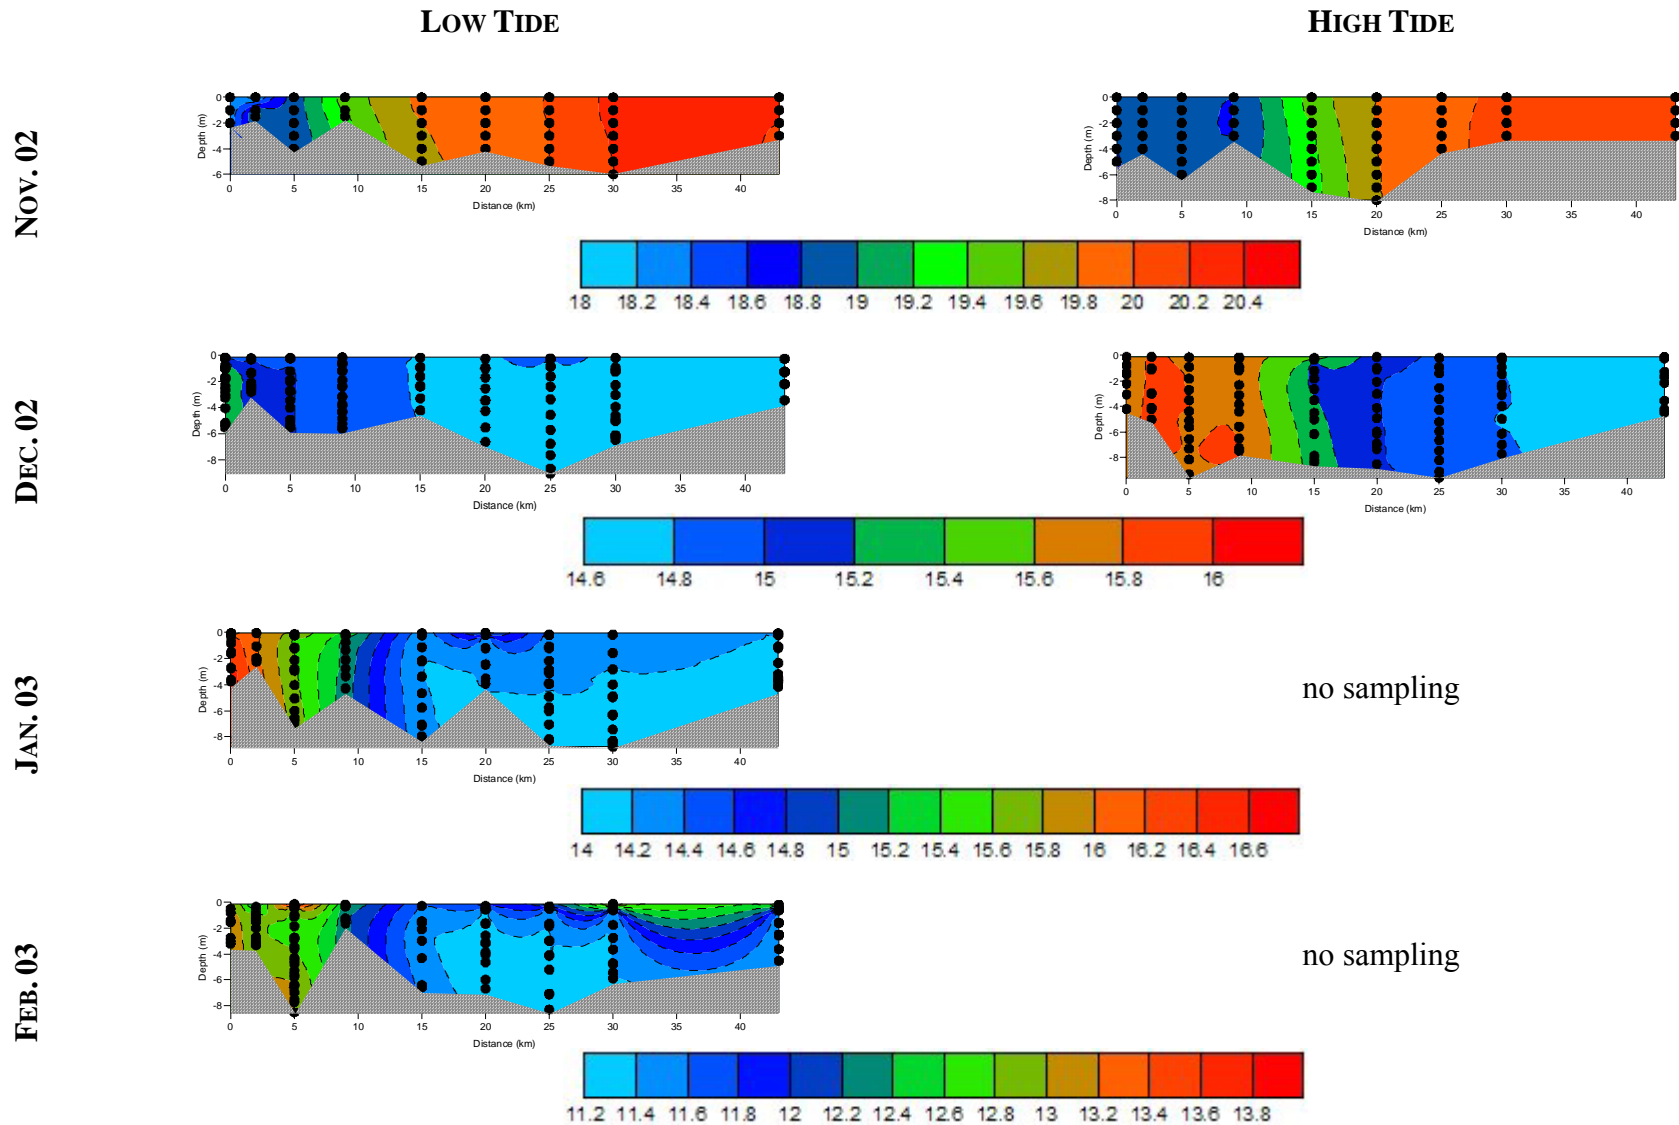 LOW TIDE HIGH TIDE
NOV. 02
0
-2
-4
-6
Depth (m)
0 5 10 15 20 25 30 35 40
Distance (km)
0
-2
-4
-6
-8
Depth (m)
0 5 10 15 20 25 30 35 40
Distance (km)
18 18.2 18.4 18.6 18.8 19 19.2 19.4 19.6 19.8 20 20.2 20.4
DEC. 02
0
-2
-4
-6
-8
Depth (m)
0 5 10 15 20 25 30 35 40
Distance (km)
0
-2
-4
-6
-8
Depth (m)
0 5 10 15 20 25 30 35 40
Distance (km)
14.6 14.8 15 15.2 15.4 15.6 15.8 16
JAN. 03
0
-2
-4
-6
-8
Depth (m)
0 5 10 15 20 25 30 35 40
Distance (km)
no sampling
14 14.2 14.4 14.6 14.8 15 15.2 15.4 15.6 15.8 16 16.2 16.4 16.6
FEB. 03
0
-2
-4
-6
-8
Depth (m)
0 5 10 15 20 25 30 35 40
Distance (km)
no sampling
11.2 11.4 11.6 11.8 12 12.2 12.4 12.6 12.8 13 13.2 13.4 13.6 13.8